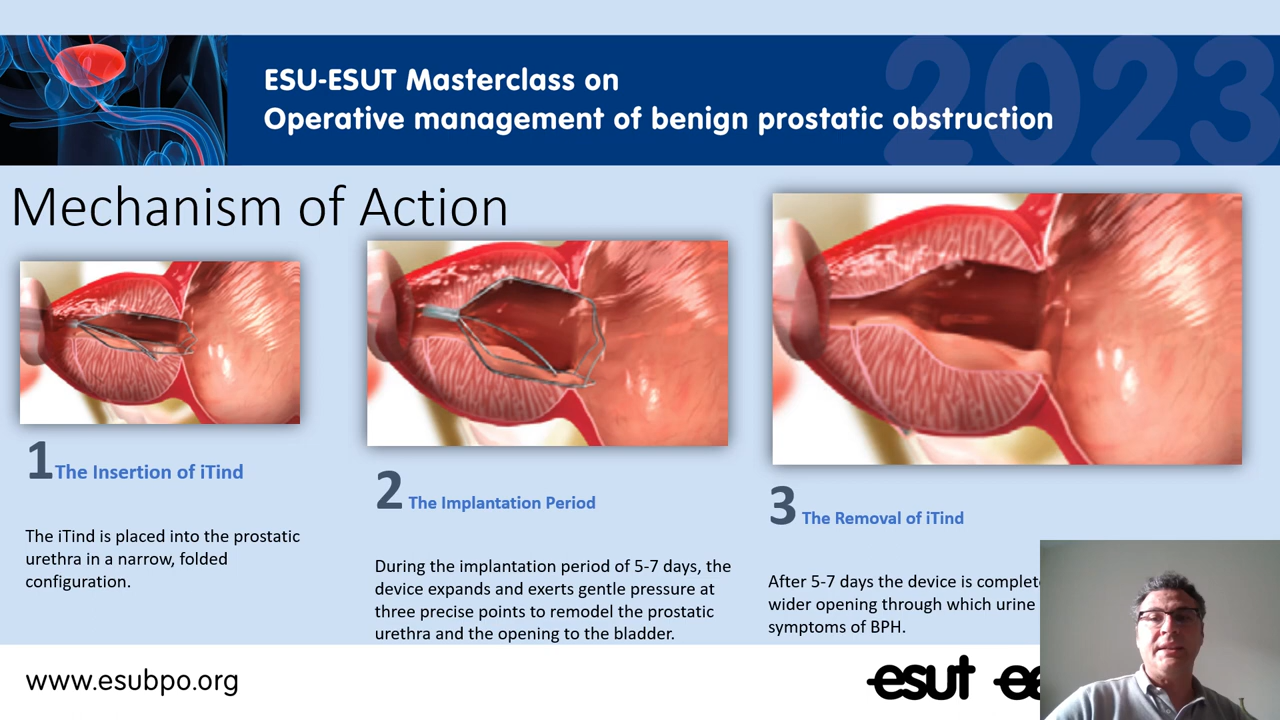 2023
ESU-ESUT Masterclass on
Operative management of benign prostatic obstruction
Mechanism of Action
1 The Insertion of iTind
The iTind is placed into the prostatic
urethra in a narrow, folded
configuration.
2 The Implantation Period
During the implantation period of 5-7 days, the
device expands and exerts gentle pressure at
three precise points to remodel the prostatic
urethra and the opening to the bladder.
3 The Removal of iTind
After 5-7 days the device is
wider opening through which urine
symptoms of BPH.
www.esubpo.org
esut